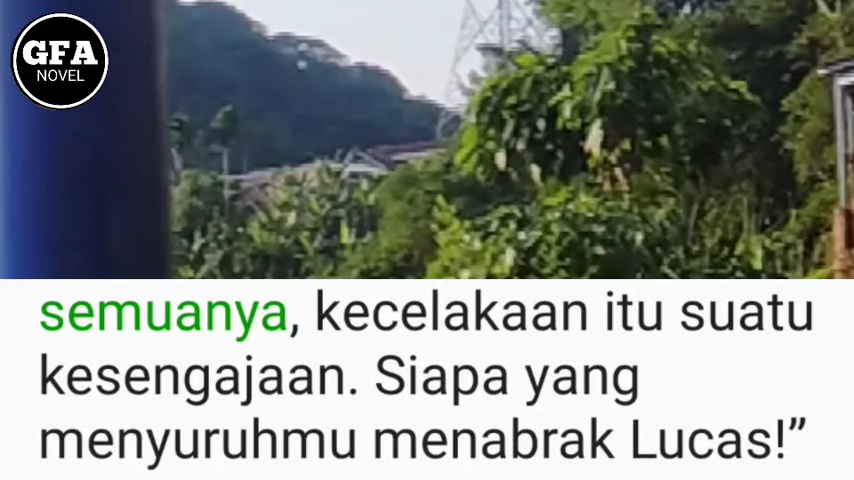 GFA
NOVEL
semuanya, kecelakaan itu suatu
kesengajaan. Siapa yang
menyuruhmu menabrak Lucas!”